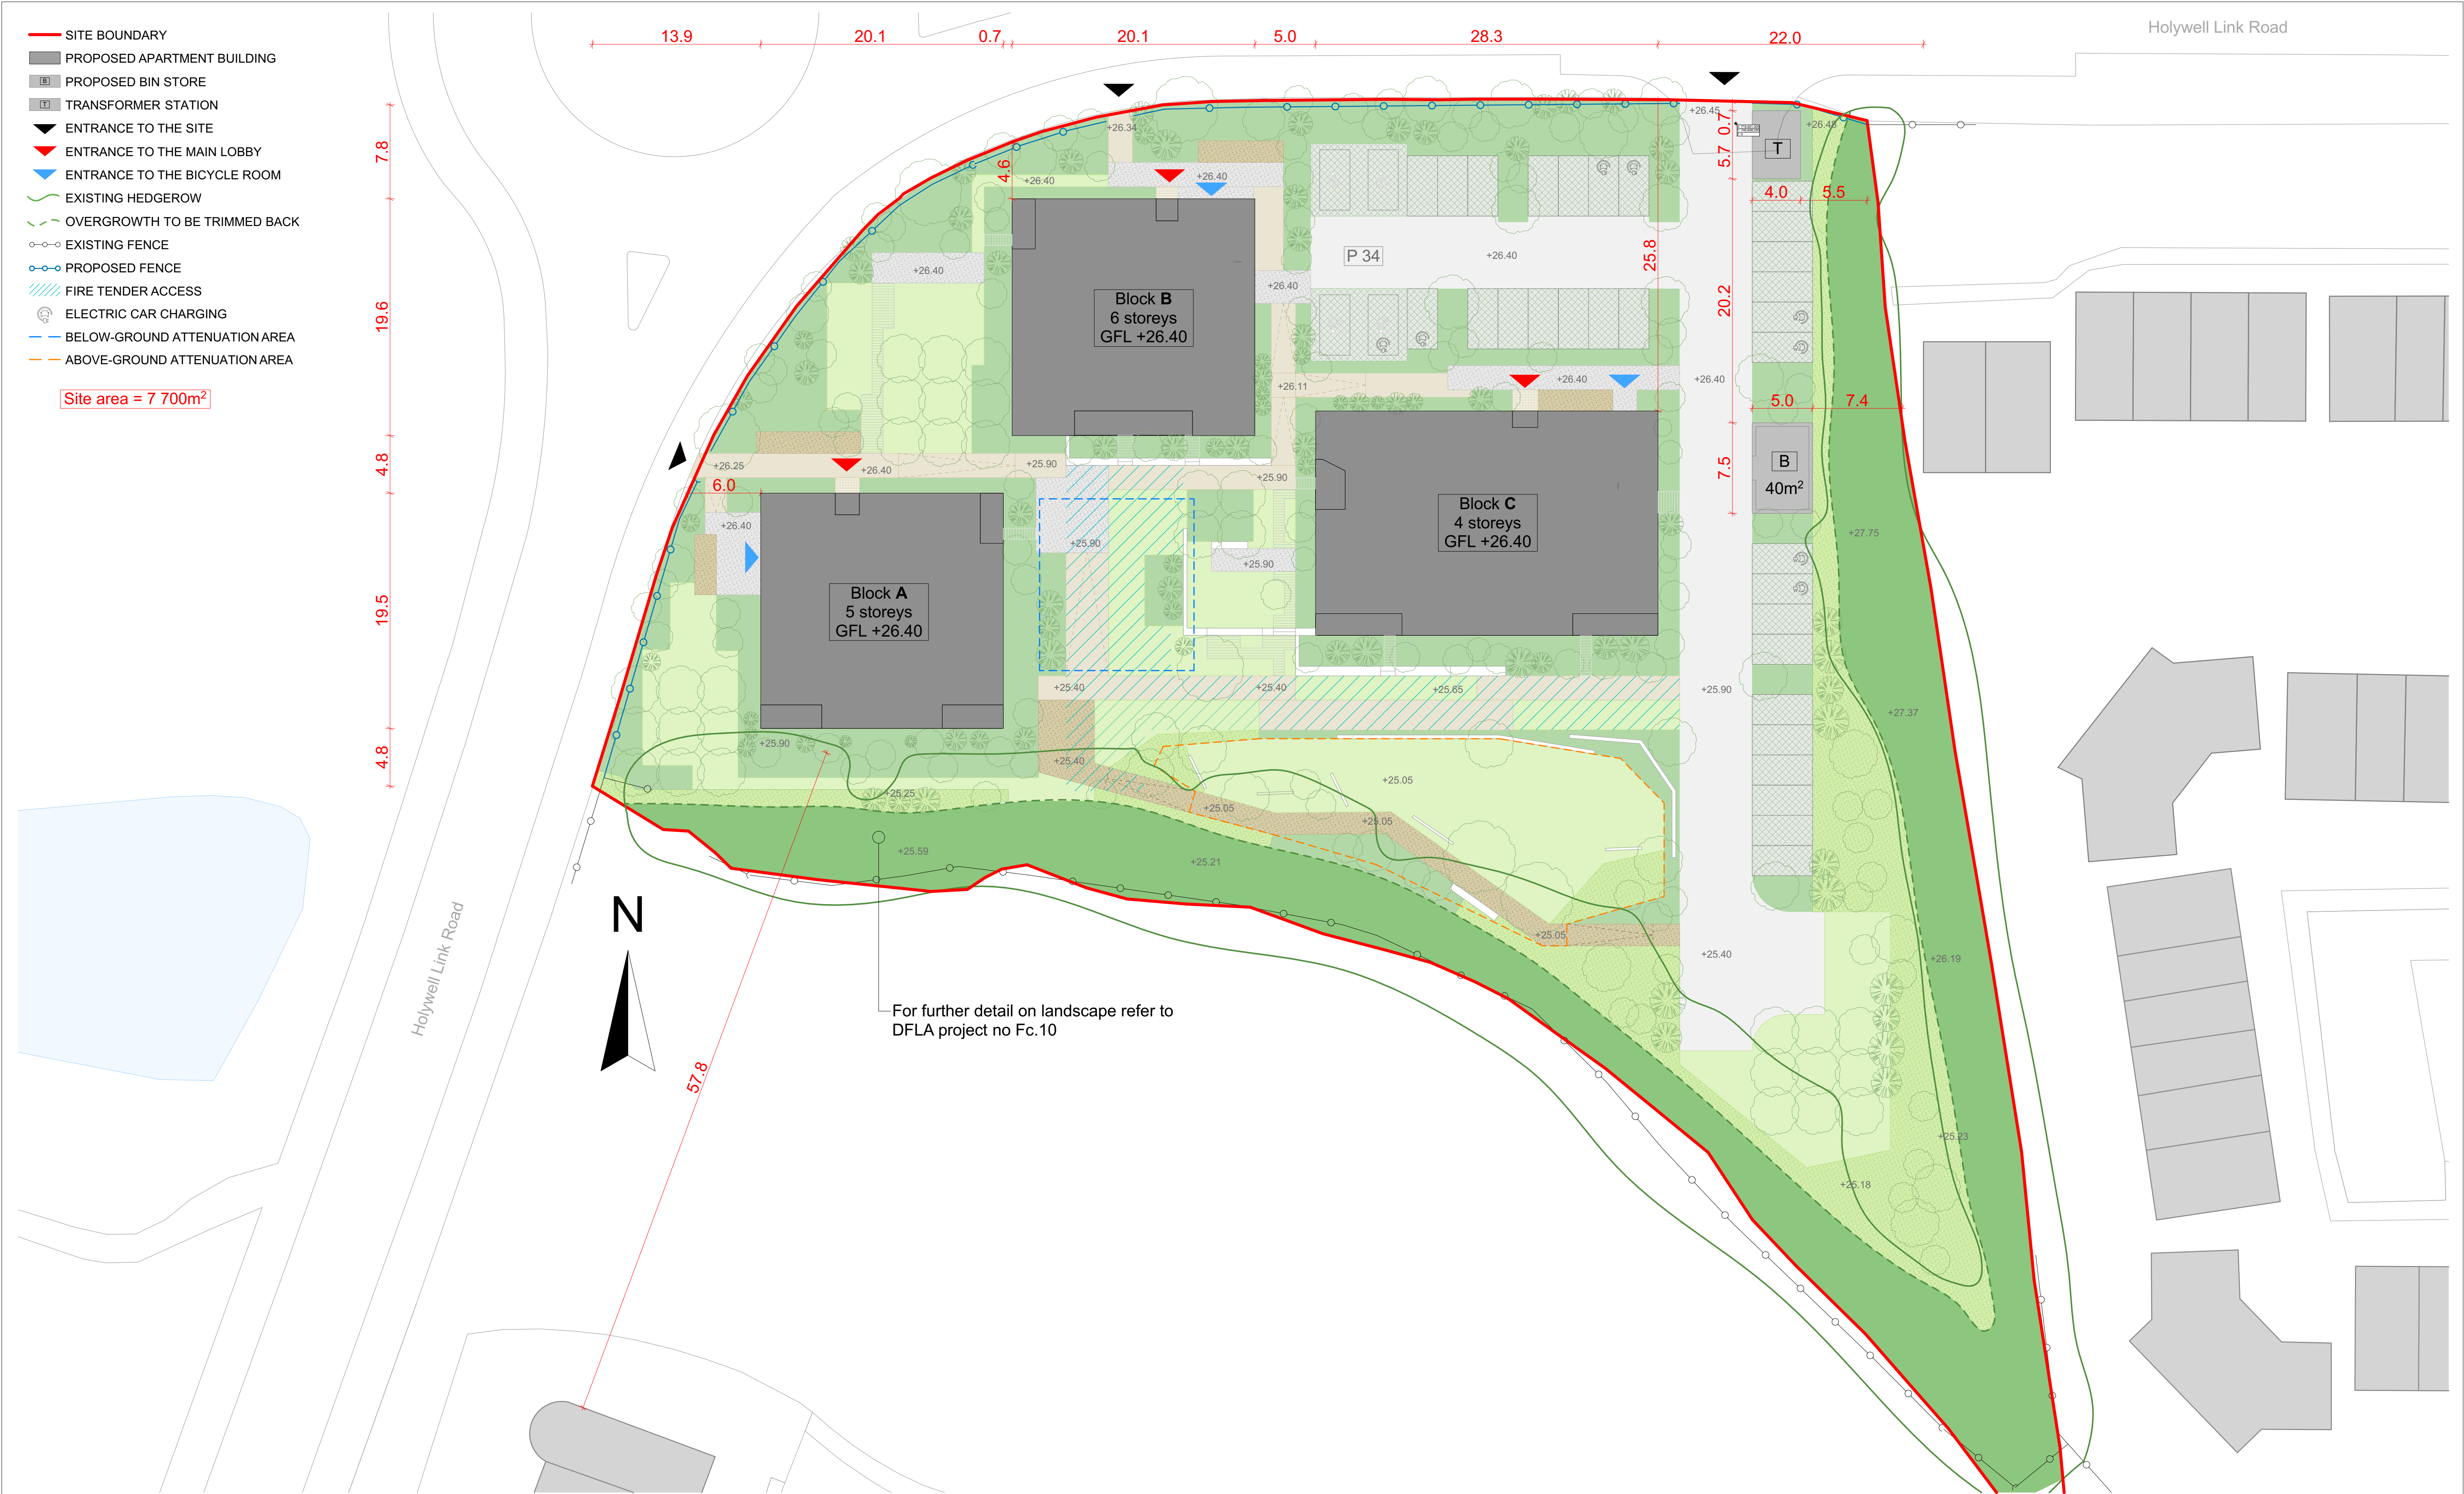 SITE BOUNDARY
PROPOSED APARTMENT BUILDING
B PROPOSED BIN STORE
T TRANSFORMER STATION
ENTRANCE TO THE SITE
ENTRANCE TO THE MAIN LOBBY
ENTRANCE TO THE BICYCLE ROOM
EXISTING HEDGEROW
OVERGROWTH TO BE TRIMMED BACK
EXISTING FENCE
PROPOSED FENCE
FIRE TENDER ACCESS
ELECTRIC CAR CHARGING
BELOW-GROUND ATTENUATION AREA
ABOVE-GROUND ATTENUATION AREA
Site area = 7 700m²
Holywell Link Road
13.9
20.1
0.7
20.1
5.0
28.3
22.0
7.8
19.6
4.8
19.5
4.8
+26.34
+26.45
+26.48
0.7
5.7
T
4.6
+26.40
+26.40
4.0
5.5
+26.40
P 34
+26.40
25.8
+26.40
20.2
Block B
6 storeys
GFL +26.40
+26.11
+26.40
+26.40
5.0
7.4
+26.25
+26.40
+25.90
+25.90
7.5
B
40m²
6.0
+26.40
+25.90
+25.90
Block C
4 storeys
GFL +26.40
+27.75
Block A
5 storeys
GFL +26.40
+25.40
+25.40
+25.65
+25.90
+27.37
+25.90
+25.40
+25.05
+25.25
+25.05
+25.05
+25.59
+25.21
+25.05
+25.40
+26.19
N
Holywell Link Road
For further detail on landscape refer to
DFLA project no Fc.10
57.8
+25.23
+25.18